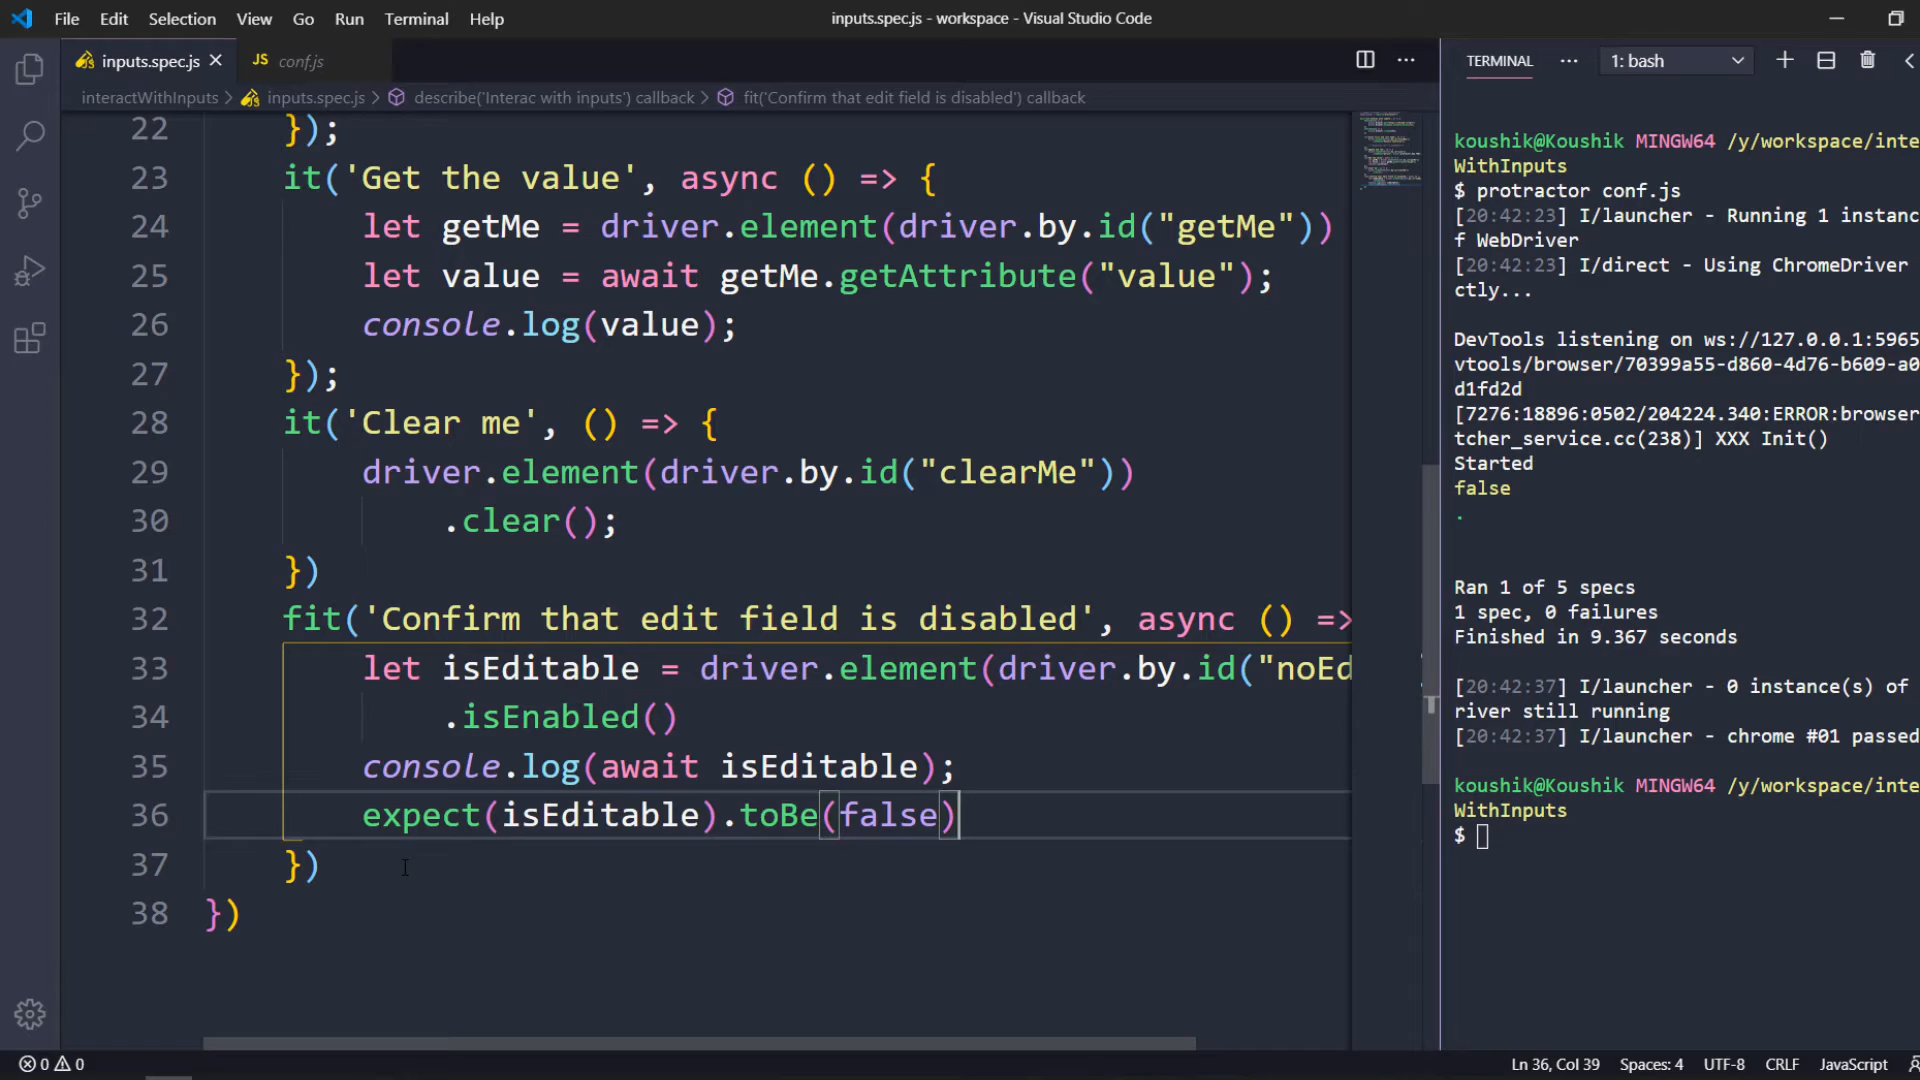 File Edit Selection View Go Run Terminal Help
inputs.spec.js - workspace - Visual Studio Code
inputs.spec.js
JS conf.js
interactWithInputs > inputs.spec.js > describe('Interac with inputs') callback > fit('Confirm that edit field is disabled') callback
22 });
23 it('Get the value', async () => {
24 let getMe = driver.element(driver.by.id("getMe"))
25 let value = await getMe.getAttribute("value");
26 console.log(value);
27 });
28 it('Clear me', () => {
29 driver.element(driver.by.id("clearMe"))
30 .clear();
31 })
32 fit('Confirm that edit field is disabled', async () =>
33 let isEditable = driver.element(driver.by.id("noEd
34 .isEnabled()
35 console.log(await isEditable);
36 expect(isEditable).toBe(false)
37 })
38 })
TERMINAL
1: bash
koushik@Koushik MINGW64 /y/workspace/inte
WithInputs
$ protractor conf.js
[20:42:23] I/launcher - Running 1 instanc
f WebDriver
[20:42:23] I/direct - Using ChromeDriver
ctly...
DevTools listening on ws://127.0.0.1:5965
vtools/browser/70399a55-d860-4d76-b609-a0
d1fd2d
[7276:18896:0502/204224.340:ERROR:browser
tcher_service.cc(238)] XXX Init()
Started
false
.
Ran 1 of 5 specs
1 spec, 0 failures
Finished in 9.367 seconds
[20:42:37] I/launcher - 0 instance(s) of
river still running
[20:42:37] I/launcher - chrome #01 passed
koushik@Koushik MINGW64 /y/workspace/inte
WithInputs
$
0 0
Ln 36, Col 39 Spaces: 4 UTF-8 CRLF JavaScript